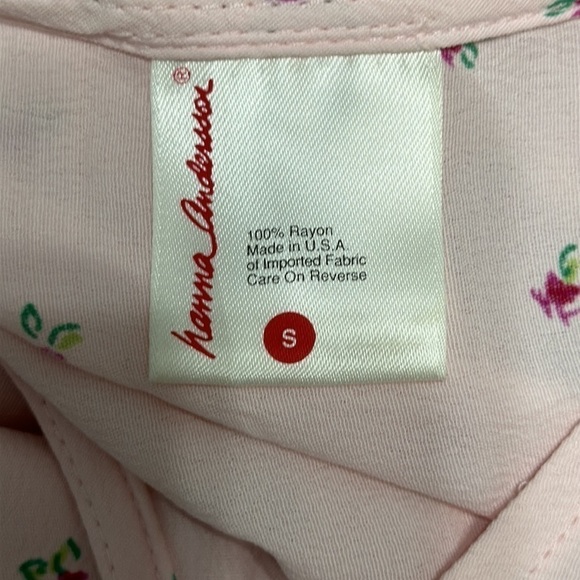 hanna Andersson®
100% Rayon
Made in U.S.A.
of Imported Fabric
Care On Reverse
S